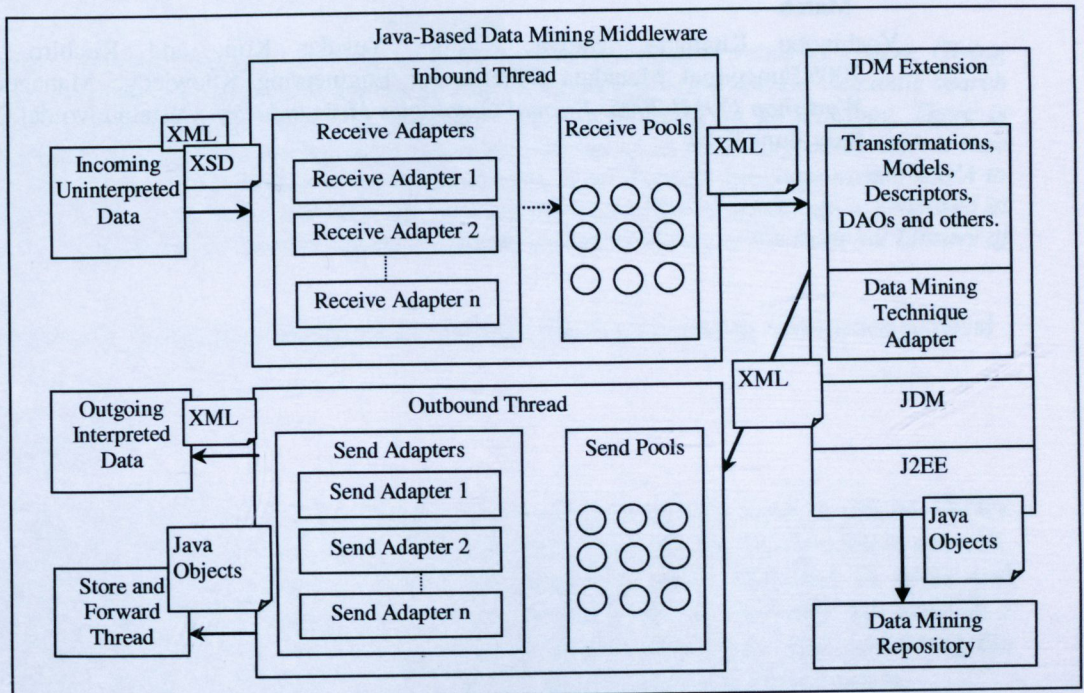 Java-Based Data Mining Middleware
Inbound Thread
JDM Extension
XML
XSD
Incoming
Uninterpreted
Data
Receive Adapters
Receive Adapter 1
Receive Adapter 2
Receive Adapter n
Receive Pools
XML
Transformations,
Models,
Descriptors,
DAOs and others.
Data Mining
Technique
Adapter
XML
JDM
J2EE
Java
Objects
Data Mining
Repository
Outbound Thread
Outgoing
Interpreted
Data
XML
Send Adapters
Send Adapter 1
Send Adapter 2
Send Adapter n
Send Pools
Java
Objects
Store and
Forward
Thread